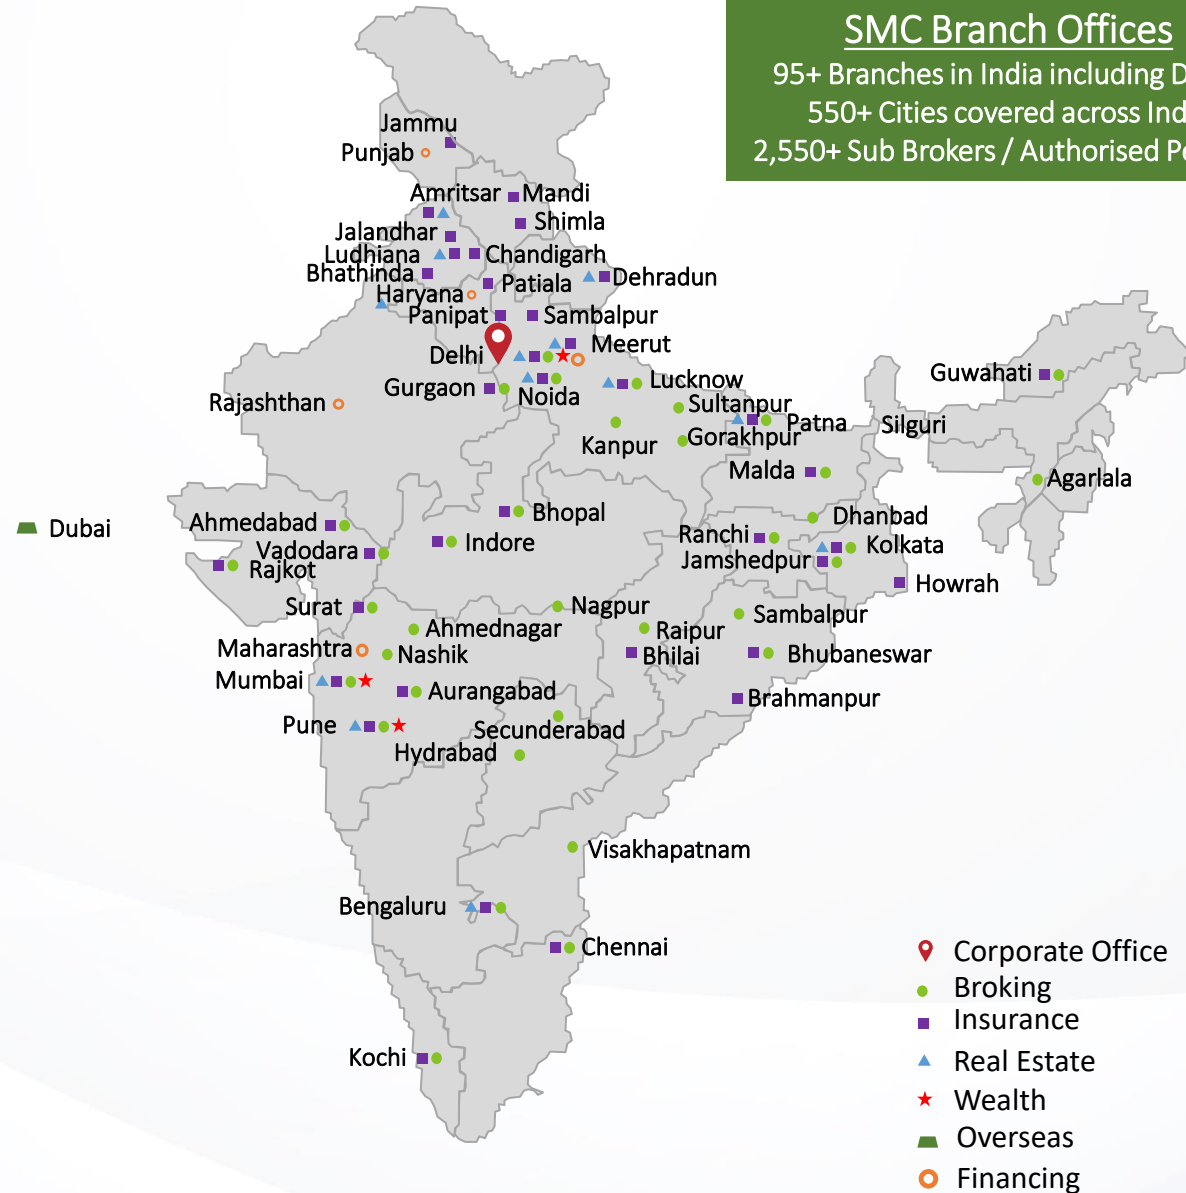 SMC Branch Offices
95+ Branches in India including D
550+ Cities covered across Ind
2,550+ Sub Brokers / Authorised Pe
Jammu
Punjab
Amritsar
Mandi
Shimla
Jalandhar
Ludhiana
Chandigarh
Bhathinda
Patiala
Dehradun
Haryana
Panipat
Sambalpur
Delhi
Meerut
Gurgaon
Noida
Lucknow
Guwahati
Rajashthan
Sultanpur
Patna
Silguri
Kanpur
Gorakhpur
Malda
Agarlala
Dubai
Ahmedabad
Bhopal
Dhanbad
Vadodara
Indore
Ranchi
Kolkata
Rajkot
Jamshedpur
Howrah
Surat
Nagpur
Sambalpur
Ahmednagar
Raipur
Maharashtra
Nashik
Bhilai
Bhubaneswar
Mumbai
Aurangabad
Brahmanpur
Pune
Secunderabad
Hydrabad
Visakhapatnam
Bengaluru
Chennai
Kochi
Corporate Office
Broking
Insurance
Real Estate
Wealth
Overseas
Financing